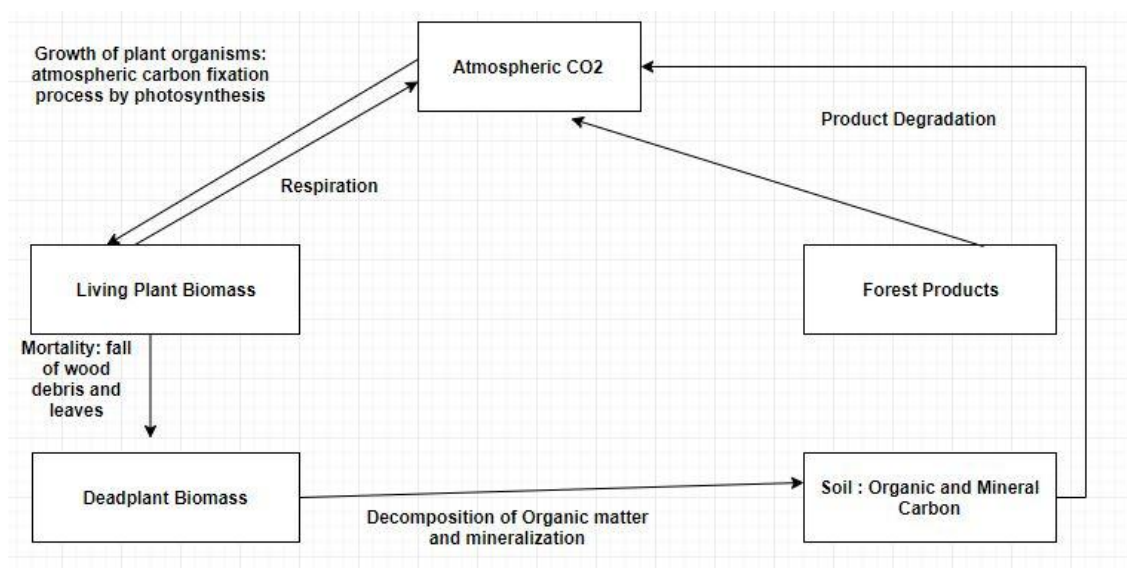 Growth of plant organisms:
atmospheric carbon fixation
process by photosynthesis
Atmospheric CO2
Product Degradation
Respiration
Living Plant Biomass
Forest Products
Mortality: fall
of wood
debris and
leaves
Deadplant Biomass
Soil : Organic and Mineral
Carbon
Decomposition of Organic matter
and mineralization